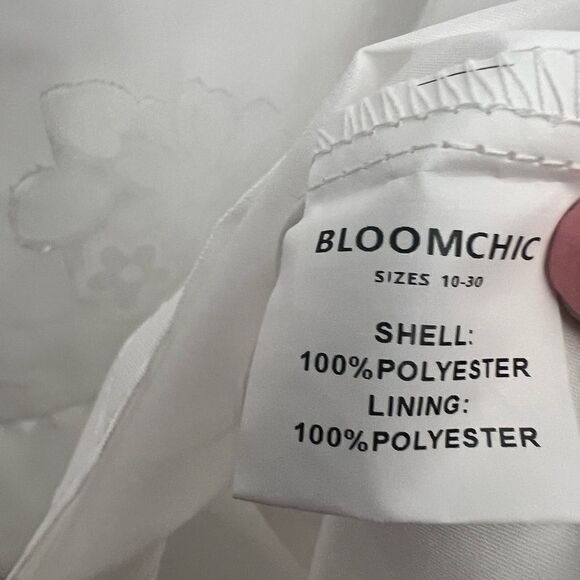 BLOOMCHIC
SIZES 10-30
SHELL:
100%POLYESTER
LINING:
100%POLYESTER